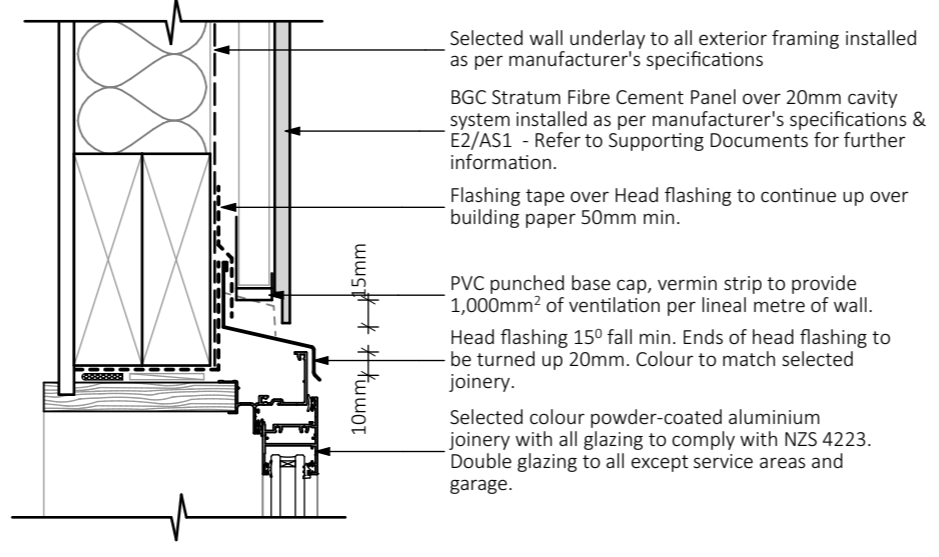 Selected wall underlay to all exterior framing installed
as per manufacturer's specifications
BGC Stratum Fibre Cement Panel over 20mm cavity
system installed as per manufacturer's specifications &
E2/AS1 - Refer to Supporting Documents for further
information.
Flashing tape over Head flashing to continue up over
building paper 50mm min.
15mm
PVC punched base cap, vermin strip to provide
1,000mm² of ventilation per lineal metre of wall.
Head flashing 15⁰ fall min. Ends of head flashing to
be turned up 20mm. Colour to match selected
joinery.
10mm
Selected colour powder-coated aluminium
joinery with all glazing to comply with NZS 4223.
Double glazing to all except service areas and
garage.